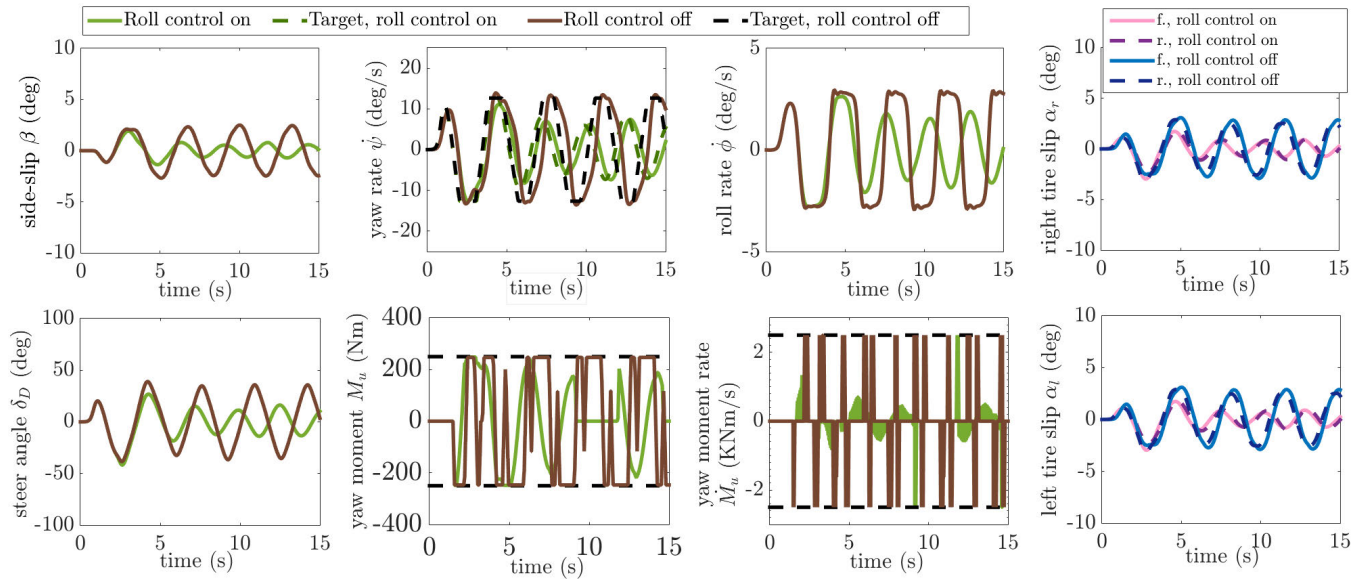 Roll control on Target, roll control on Roll control off Target, roll control off
f., roll control on
r., roll control on
f., roll control off
r., roll control off
side-slip β (deg)
10
5
0
-5
-10
0 5 10 15
time (s)
yaw rate ψ̇ (deg/s)
20
10
0
-10
-20
0 5 10 15
time (s)
roll rate ϕ̇ (deg/s)
5
0
-5
0 5 10 15
time (s)
right tire slip αr (deg)
10
5
0
-5
-10
0 5 10 15
time (s)
steer angle δD (deg)
100
50
0
-50
-100
0 5 10 15
time (s)
yaw moment Mu (Nm)
400
200
0
-200
-400
0 5 10 15
time (s)
yaw moment rate
Ṁu (KNm/s)
2
0
-2
0 5 10 15
time (s)
left tire slip αl (deg)
10
5
0
-5
-10
0 5 10 15
time (s)